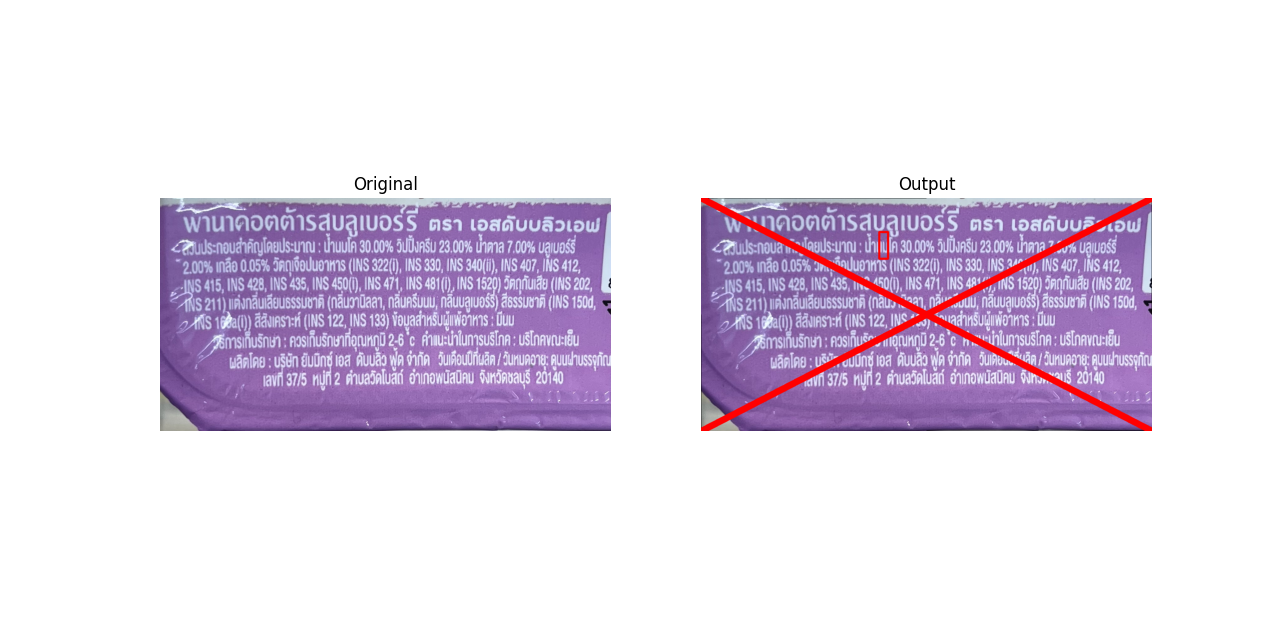 Original
พานาคอตต้ารสบลูเบอร์รี่ ตรา เอสดับบลิวเอฟ
ส่วนประกอบสำคัญโดยประมาณ : น้ำนมโค 30.00% วิปปิ้งครีม 23.00% น้ำตาล 7.00% บลูเบอร์รี่
2.00% เกลือ 0.05% วัตถุเจือปนอาหาร (INS 322(i), INS 330, INS 340(ii), INS 407, INS 412,
INS 415, INS 428, INS 435, INS 450(i), INS 471, INS 481(i), INS 1520) วัตถุกันเสีย (INS 202,
INS 211) แต่งกลิ่นเลียนธรรมชาติ (กลิ่นวานิลลา, กลิ่นครีมนม, กลิ่นบลูเบอร์รี่) สีธรรมชาติ (INS 150d,
INS 160a(i)) สีสังเคราะห์ (INS 122, INS 133) ข้อมูลสำหรับผู้แพ้อาหาร : มีนม
วิธีการเก็บรักษา : ควรเก็บรักษาที่อุณหภูมิ 2-6 ํc คำแนะนำในการบริโภค : บริโภคขณะเย็น
ผลิตโดย : บริษัท ยัมมิกซ์ เอส ดับบลิว ฟู้ด จำกัด วันเดือนปีที่ผลิต / วันหมดอายุ: ดูบนฝาบรรจุภัณ
เลขที่ 37/5 หมู่ที่ 2 ตำบลวัดโบสถ์ อำเภอพนัสนิคม จังหวัดชลบุรี 20140
Output
พานาคอตต้ารสบลูเบอร์รี่ ตรา เอสดับบลิวเอฟ
ส่วนประกอบสำคัญโดยประมาณ : น้ำนมโค 30.00% วิปปิ้งครีม 23.00% น้ำตาล 7.00% บลูเบอร์รี่
2.00% เกลือ 0.05% วัตถุเจือปนอาหาร (INS 322(i), INS 330, INS 340(ii), INS 407, INS 412,
INS 415, INS 428, INS 435, INS 450(i), INS 471, INS 481(i), INS 1520) วัตถุกันเสีย (INS 202,
INS 211) แต่งกลิ่นเลียนธรรมชาติ (กลิ่นวานิลลา, กลิ่นครีมนม, กลิ่นบลูเบอร์รี่) สีธรรมชาติ (INS 150d,
INS 160a(i)) สีสังเคราะห์ (INS 122, INS 133) ข้อมูลสำหรับผู้แพ้อาหาร : มีนม
วิธีการเก็บรักษา : ควรเก็บรักษาที่อุณหภูมิ 2-6 ํc คำแนะนำในการบริโภค : บริโภคขณะเย็น
ผลิตโดย : บริษัท ยัมมิกซ์ เอส ดับบลิว ฟู้ด จำกัด วันเดือนปีที่ผลิต / วันหมดอายุ: ดูบนฝาบรรจุภัณ
เลขที่ 37/5 หมู่ที่ 2 ตำบลวัดโบสถ์ อำเภอพนัสนิคม จังหวัดชลบุรี 20140